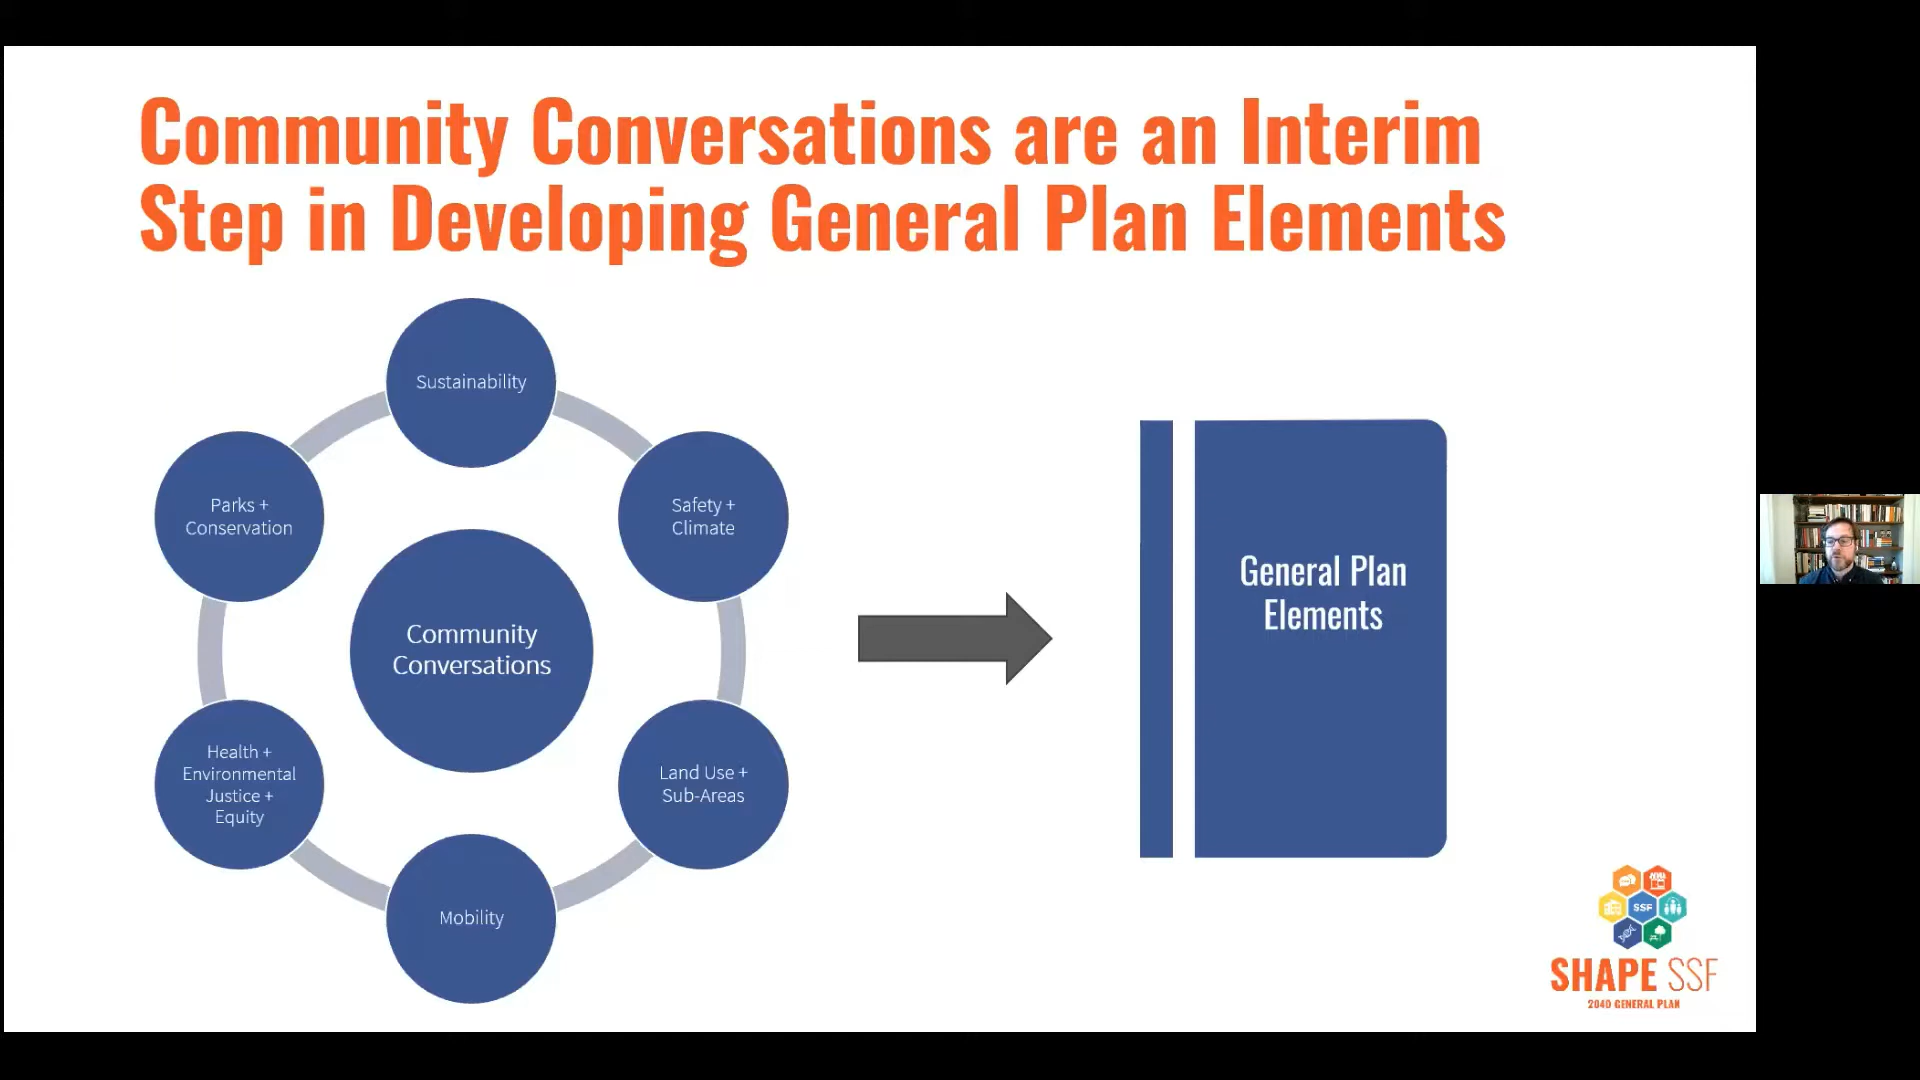 Community Conversations are an Interim
Step in Developing General Plan Elements
Sustainability
Safety +
Climate
Land Use +
Sub-Areas
Mobility
Health +
Environmental
Justice +
Equity
Parks +
Conservation
Community
Conversations
General Plan
Elements
SSF
SHAPE SSF
2040 GENERAL PLAN